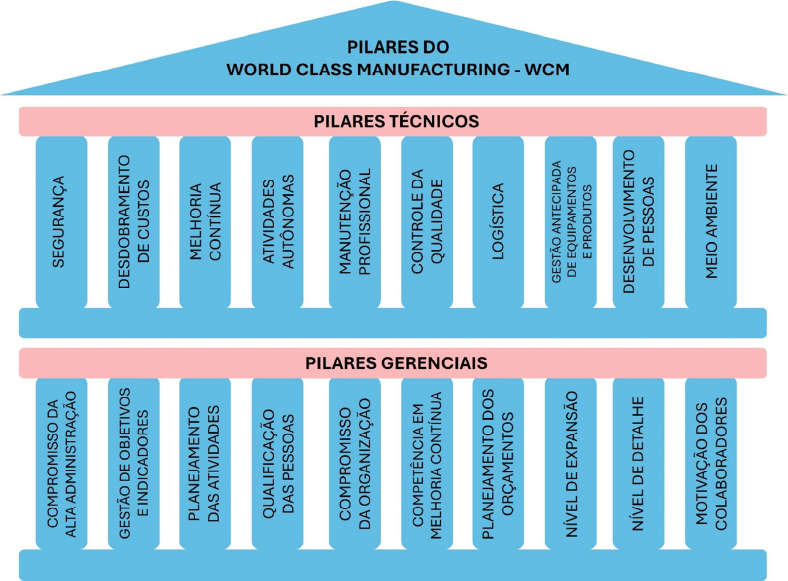 PILARES DO
WORLD CLASS MANUFACTURING - WCM
PILARES TÉCNICOS
SEGURANÇA
DESDOBRAMENTO
DE CUSTOS
MELHORIA
CONTÍNUA
ATIVIDADES
AUTÔNOMAS
MANUTENÇÃO
PROFISSIONAL
CONTROLE DA
QUALIDADE
LOGÍSTICA
GESTÃO ANTECIPADA
DE EQUIPAMENTOS
E PRODUTOS
DESENVOLVIMENTO
DE PESSOAS
MEIO AMBIENTE
PILARES GERENCIAIS
COMPROMISSO DA
ALTA ADMINISTRAÇÃO
GESTÃO DE OBJETIVOS
E INDICADORES
PLANEJAMENTO
DAS ATIVIDADES
QUALIFICAÇÃO
DAS PESSOAS
COMPROMISSO
DA ORGANIZAÇÃO
COMPETÊNCIA EM
MELHORIA CONTÍNUA
PLANEJAMENTO DOS
ORÇAMENTOS
NÍVEL DE EXPANSÃO
NÍVEL DE DETALHE
MOTIVAÇÃO DOS
COLABORADORES